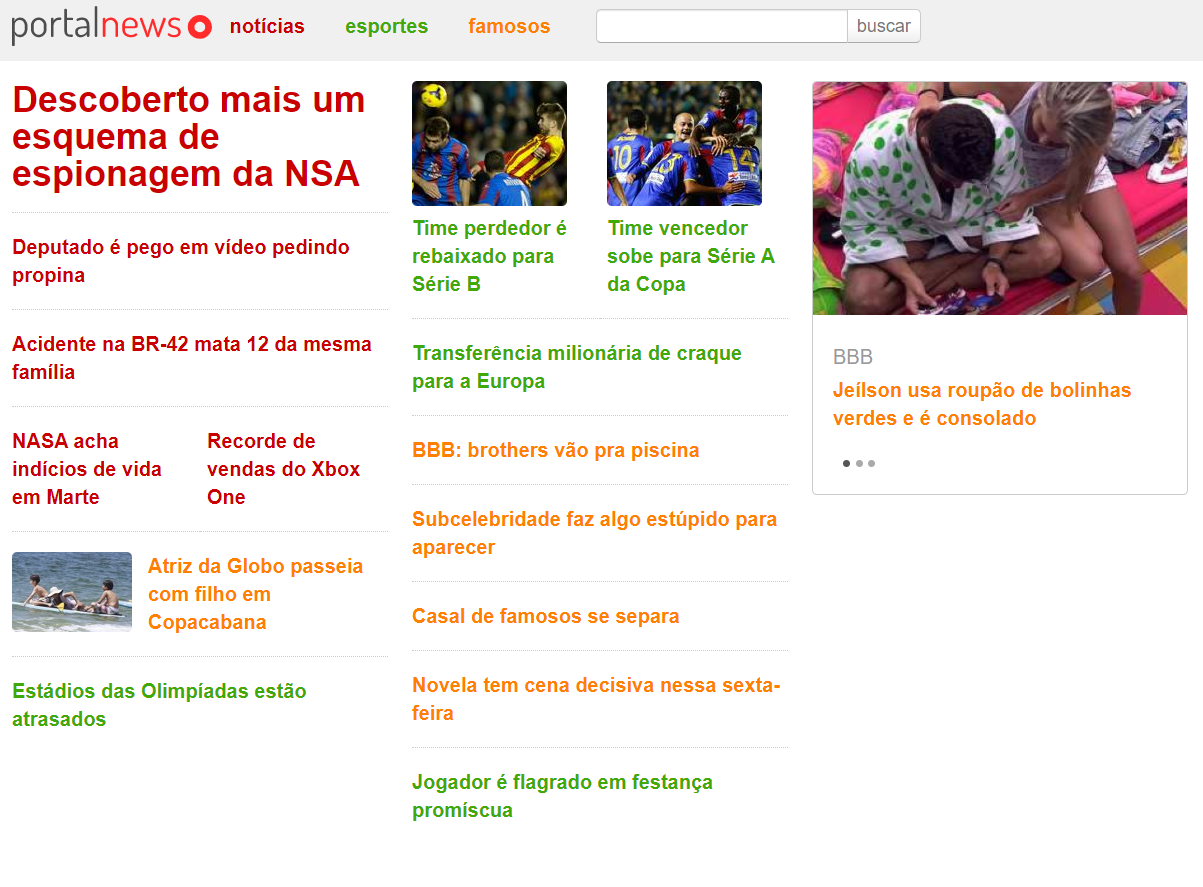 portalnews
notícias
esportes
famosos
buscar
Descoberto mais um
esquema de
espionagem da NSA
Deputado é pego em vídeo pedindo
propina
Acidente na BR-42 mata 12 da mesma
família
NASA acha
indícios de vida
em Marte
Recorde de
vendas do Xbox
One
Atriz da Globo passeia
com filho em
Copacabana
Estádios das Olimpíadas estão
atrasados
10
14
Time perdedor é
rebaixado para
Série B
Time vencedor
sobe para Série A
da Copa
Transferência milionária de craque
para a Europa
BBB: brothers vão pra piscina
Subcelebridade faz algo estúpido para
aparecer
Casal de famosos se separa
Novela tem cena decisiva nessa sexta-
feira
Jogador é flagrado em festança
promíscua
BBB
Jeílson usa roupão de bolinhas
verdes e é consolado